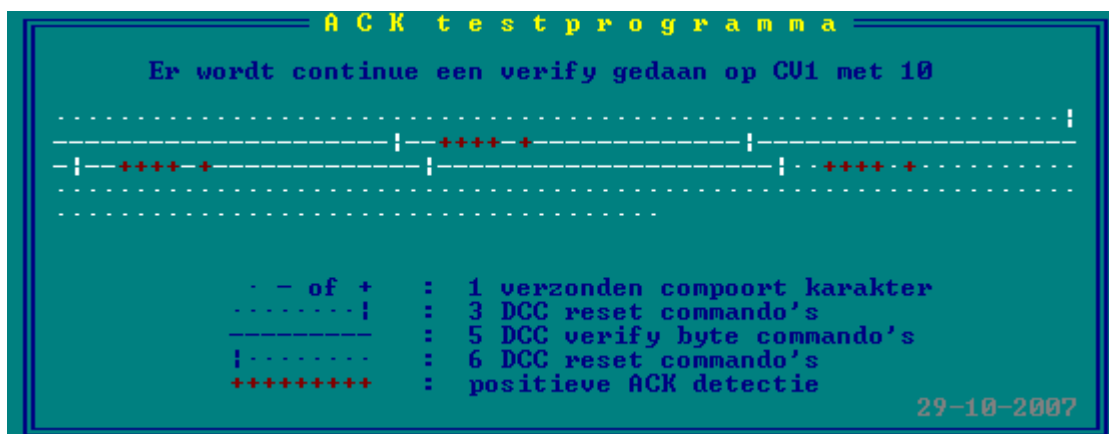 A C K  t e s t p r o g r a m m a
Er wordt continue een verify gedaan op CV1 met 10
···············································································¦
---------------------¦--++++-+-------------¦--------------------
-¦--++++-+-------------¦---------------------¦··++++·+··········
································································
······································
· - of + : 1 verzonden compoort karakter
········¦ : 3 DCC reset commando's
--------- : 5 DCC verify byte commando's
¦········ : 6 DCC reset commando's
+++++++++ : positieve ACK detectie
29-10-2007